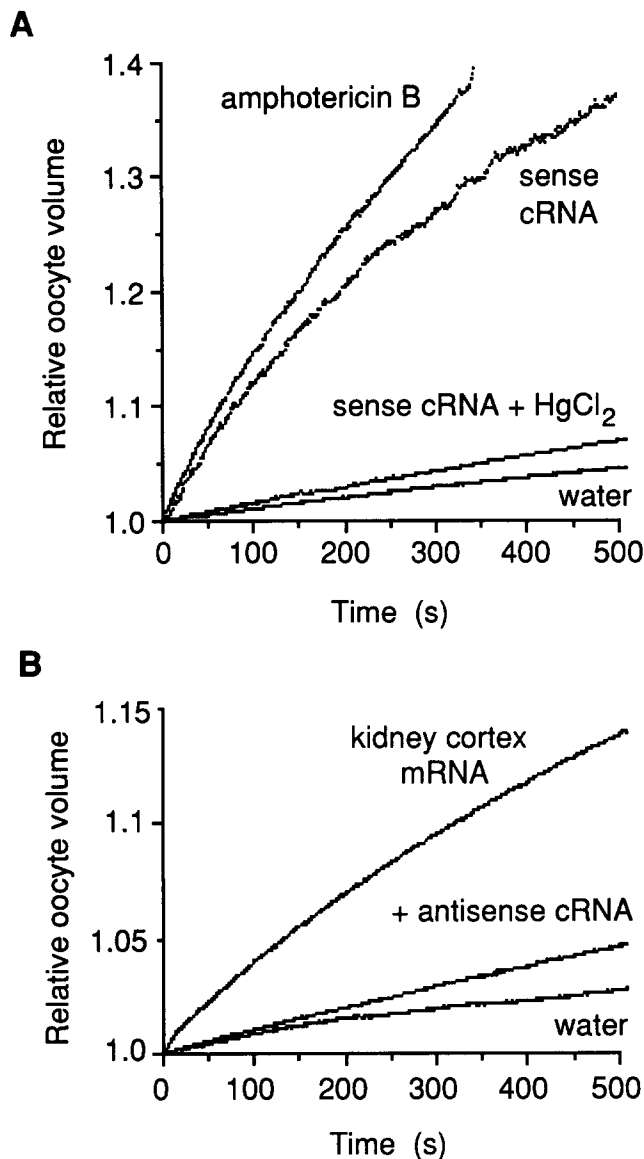 A
Relative oocyte volume
1.4
1.3
1.2
1.1
1.0
amphotericin B
sense
cRNA
sense cRNA + HgCl2
water
0 100 200 300 400 500
Time (s)
B
Relative oocyte volume
1.15
1.10
1.05
1.0
kidney cortex
mRNA
+ antisense cRNA
water
0 100 200 300 400 500
Time (s)